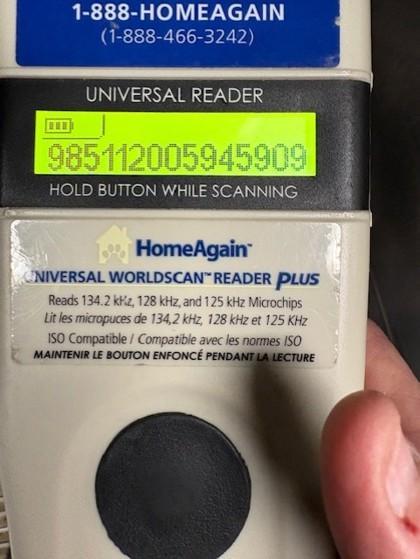 1-888-HOMEAGAIN
(1-888-466-3242)
UNIVERSAL READER
985112005945909
HOLD BUTTON WHILE SCANNING
HomeAgain™
UNIVERSAL WORLDSCAN™ READER PLUS
Reads 134.2 kHz, 128 kHz, and 125 kHz Microchips
Lit les micropuces de 134,2 kHz, 128 kHz et 125 KHz
ISO Compatible / Compatible avec les normes ISO
MAINTENIR LE BOUTON ENFONCÉ PENDANT LA LECTURE